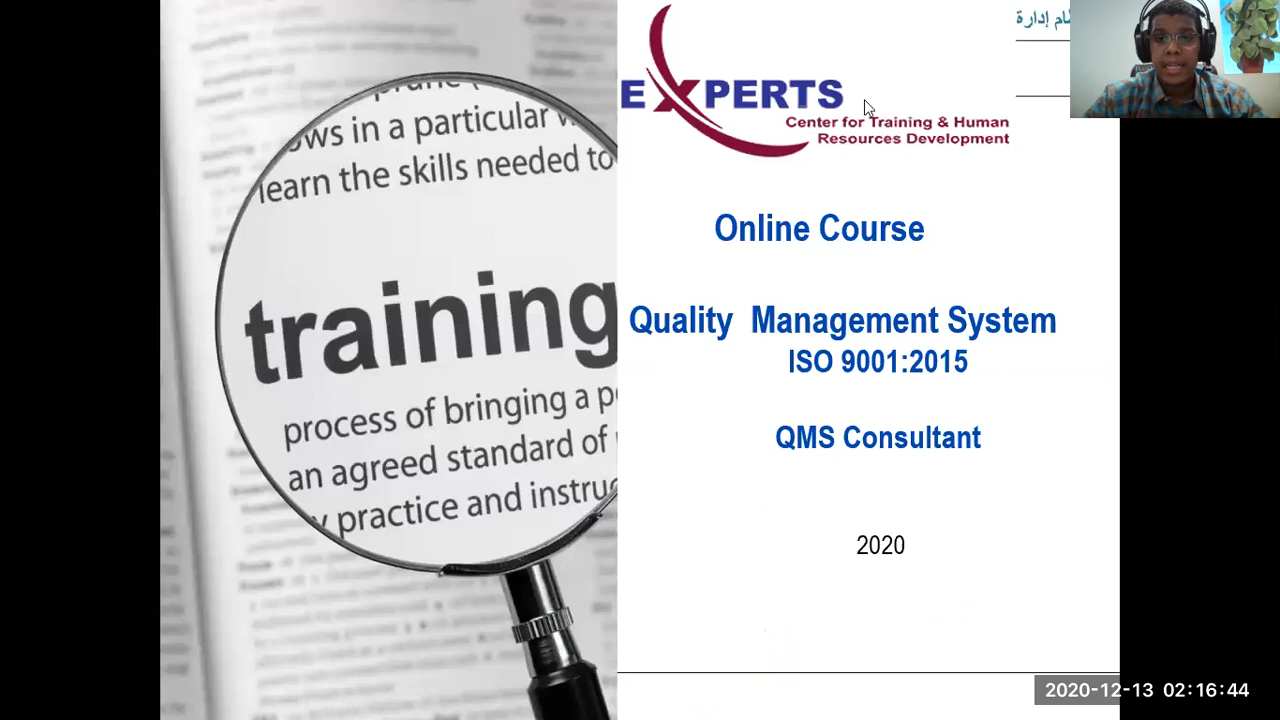 ows in a particular
learn the skills needed to
training
process of bringing a
an agreed standard of
practice and instruc
EXPERTS
Center for Training & Human
Resources Development
إدارة
Online Course
Quality Management System
ISO 9001:2015
QMS Consultant
2020
2020-12-13 02:16:44